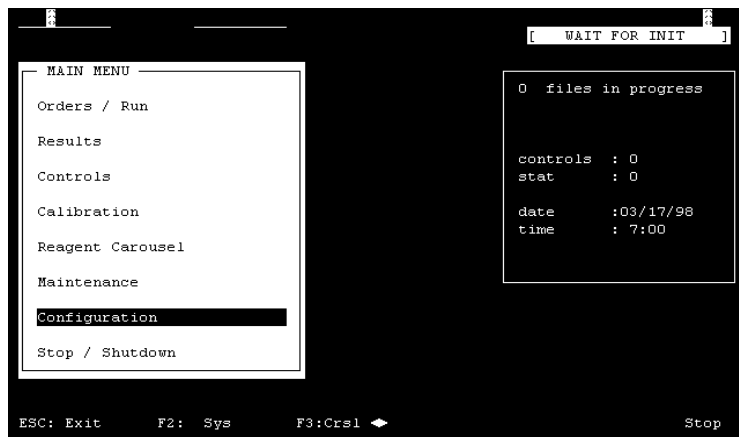 [ WAIT FOR INIT ]
MAIN MENU
Orders / Run
Results
Controls
Calibration
Reagent Carousel
Maintenance
Configuration
Stop / Shutdown
0 files in progress
controls : 0
stat : 0
date :03/17/98
time : 7:00
ESC: Exit F2: Sys F3:Crsl Stop